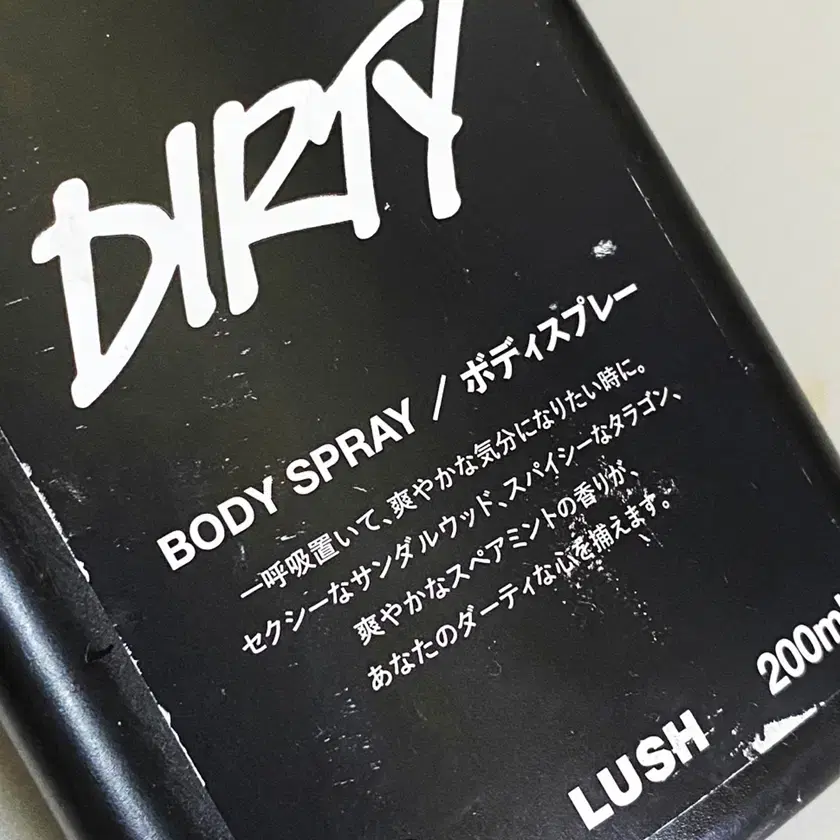 DIRTY
BODY SPRAY / ボディスプレー
一呼吸置いて、爽やかな気分になりたい時に。
セクシーなサンダルウッド、スパイシーなタラゴン、
爽やかなスペアミントの香りが、
あなたのダーティな心を捕えます。
LUSH
200ml